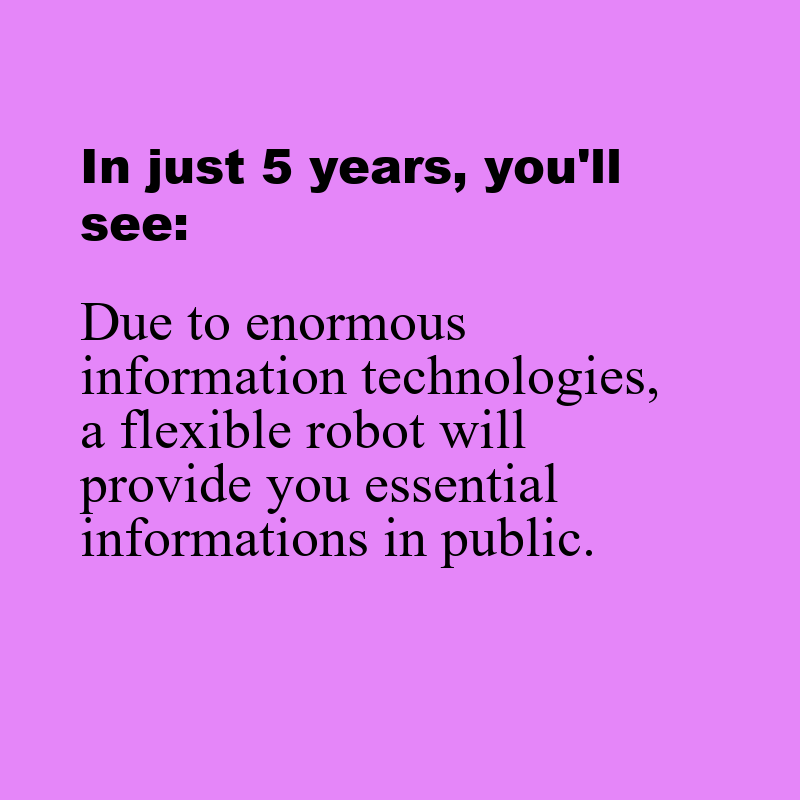 In just 5 years, you'll
see:
Due to enormous
information technologies,
a flexible robot will
provide you essential
informations in public.